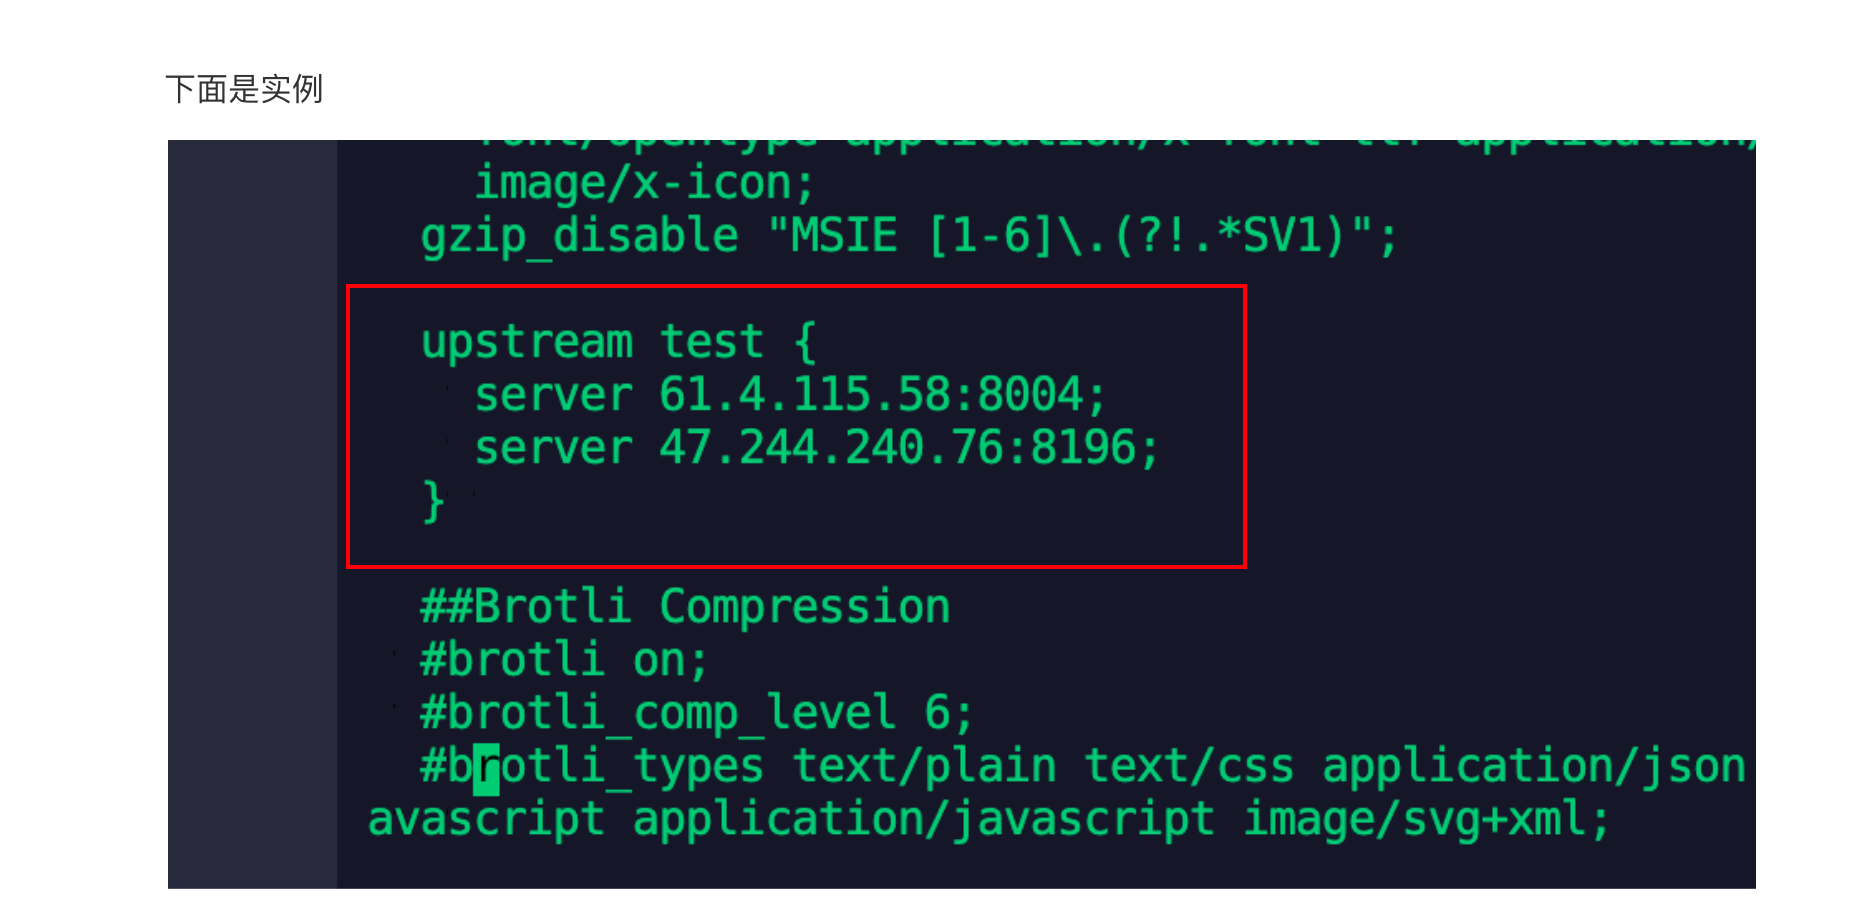 下面是实例
image/x-icon;
gzip_disable "MSIE [1-6]\.(?!.*SV1)";
upstream test {
server 61.4.115.58:8004;
server 47.244.240.76:8196;
}
##Brotli Compression
#brotli on;
#brotli_comp_level 6;
#brotli_types text/plain text/css application/json
avascript application/javascript image/svg+xml;